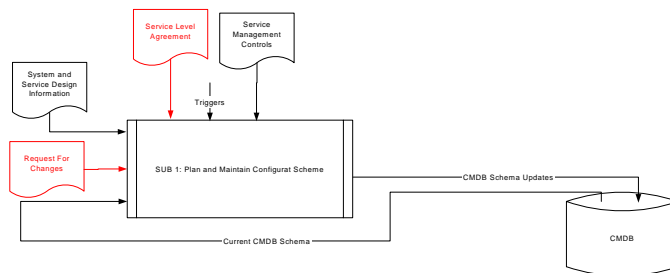 Service Level
Agreement
Service
Management
Controls
System and
Service Design
Information
Triggers
Request For
Changes
SUB 1: Plan and Maintain Configurat Scheme
CMDB Schema Updates
Current CMDB Schema
CMDB